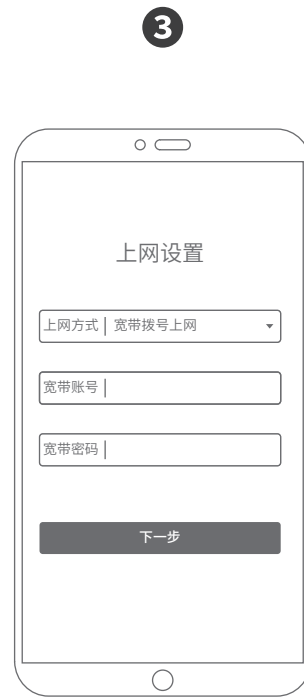 3
上网设置
上网方式 | 宽带拨号上网
宽带账号 |
宽带密码 |
下一步